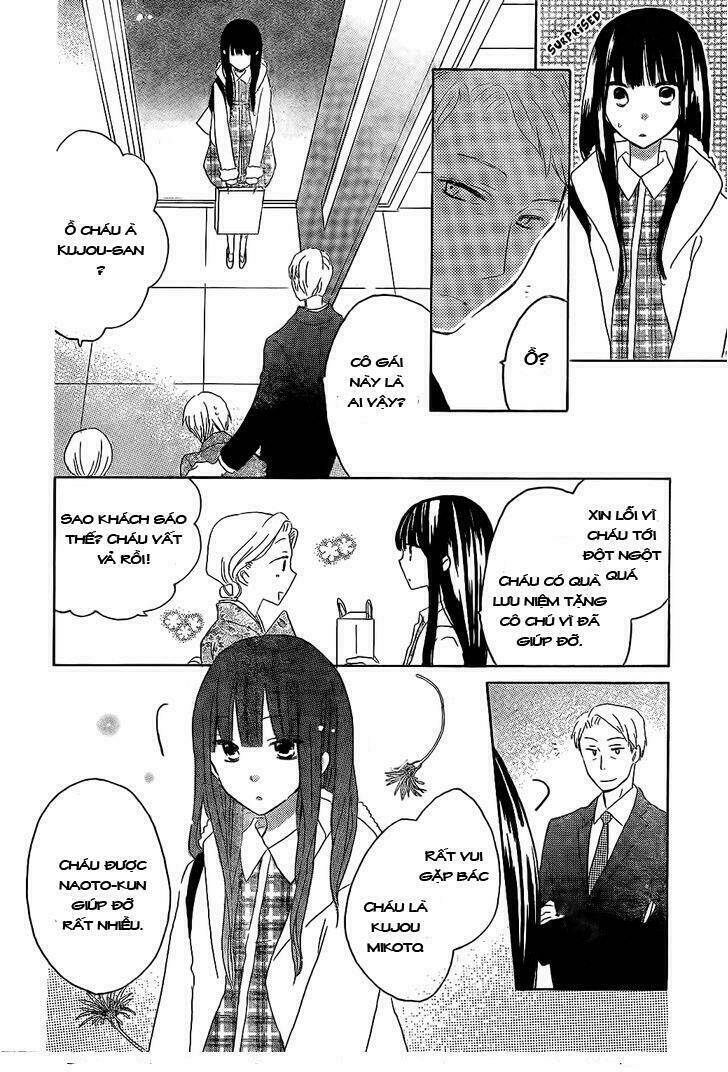 SURPRISED!
Ồ?
CÔ GÁI
NÀY LÀ
AI VẬY?
Ồ CHÁU À
KUJOU-SAN
?
XIN LỖI VÌ
CHÁU TỚI
ĐỘT NGỘT
QUÁ
CHÁU CÓ QUÀ
LƯU NIỆM TẶNG
CÔ CHÚ VÌ ĐÃ
GIÚP ĐỠ.
SAO KHÁCH GÁO
THẾ? CHÁU VẤT
VẢ RỒI!
RẤT VUI
GẶP BÁC
CHÁU LÀ
KUJOU
MIKOTO.
CHÁU ĐƯỢC
NAOTO-KUN
GIÚP ĐỠ
RẤT NHIỀU.